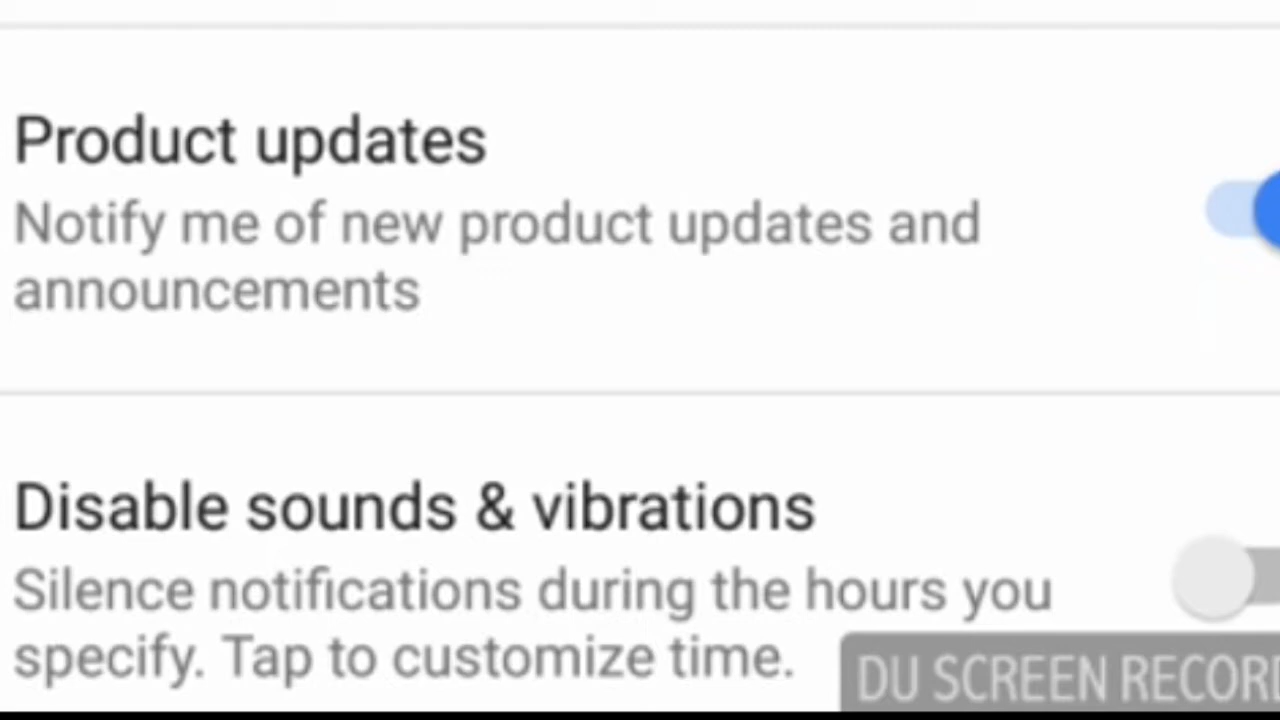 Product updates
Notify me of new product updates and
announcements
Disable sounds & vibrations
Silence notifications during the hours you
specify. Tap to customize time.
DU SCREEN RECORD